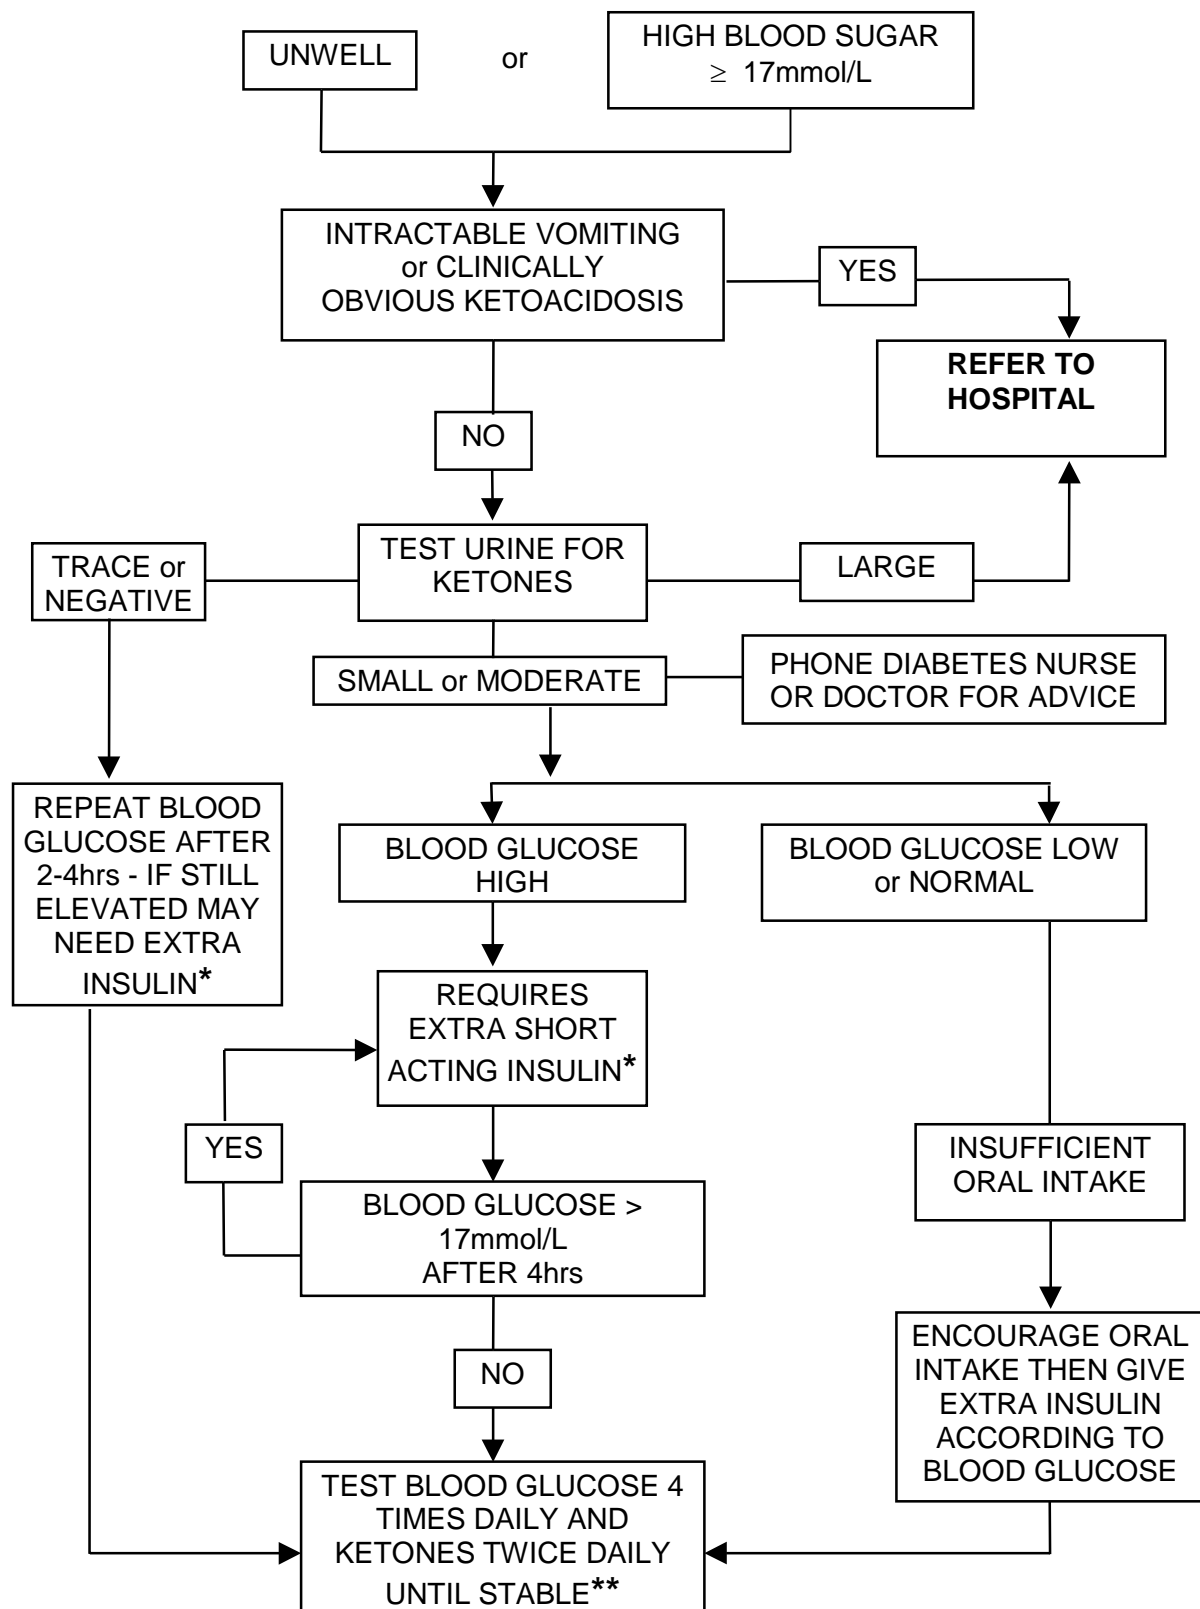 UNWELL
or
HIGH BLOOD SUGAR
≥ 17mmol/L
INTRACTABLE VOMITING
or CLINICALLY
OBVIOUS KETOACIDOSIS
YES
REFER TO
HOSPITAL
NO
TEST URINE FOR
KETONES
TRACE or
NEGATIVE
LARGE
SMALL or MODERATE
PHONE DIABETES NURSE
OR DOCTOR FOR ADVICE
REPEAT BLOOD
GLUCOSE AFTER
2-4hrs - IF STILL
ELEVATED MAY
NEED EXTRA
INSULIN*
BLOOD GLUCOSE
HIGH
BLOOD GLUCOSE LOW
or NORMAL
REQUIRES
EXTRA SHORT
ACTING INSULIN*
YES
INSUFFICIENT
ORAL INTAKE
BLOOD GLUCOSE >
17mmol/L
AFTER 4hrs
NO
ENCOURAGE ORAL
INTAKE THEN GIVE
EXTRA INSULIN
ACCORDING TO
BLOOD GLUCOSE
TEST BLOOD GLUCOSE 4
TIMES DAILY AND
KETONES TWICE DAILY
UNTIL STABLE**